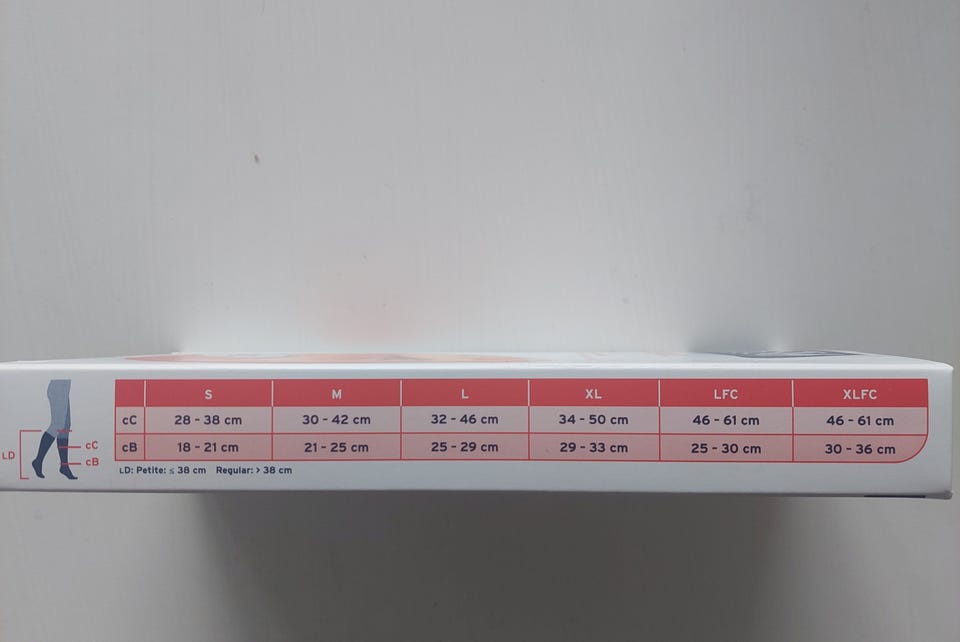 S M L XL LFC XLFC
cC 28 - 38 cm 30 - 42 cm 32 - 46 cm 34 - 50 cm 46 - 61 cm 46 - 61 cm
cB 18 - 21 cm 21 - 25 cm 25 - 29 cm 29 - 33 cm 25 - 30 cm 30 - 36 cm
LD: Petite: ≤ 38 cm Regular: > 38 cm
LD
cC
cB